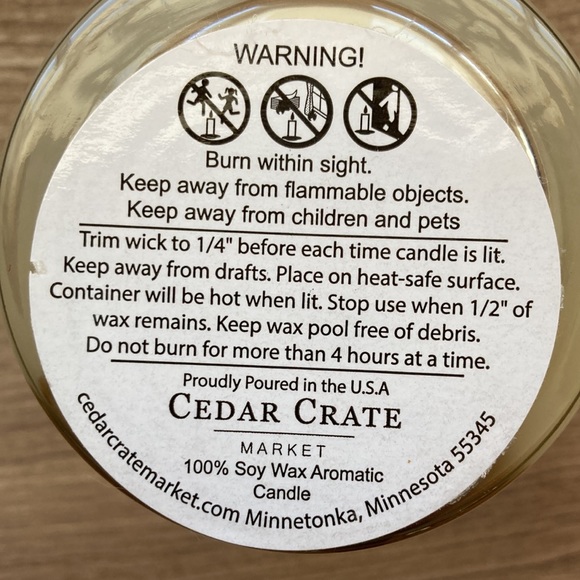 WARNING!
Burn within sight.
Keep away from flammable objects.
Keep away from children and pets
Trim wick to 1/4" before each time candle is lit.
Keep away from drafts. Place on heat-safe surface.
Container will be hot when lit. Stop use when 1/2" of
wax remains. Keep wax pool free of debris.
Do not burn for more than 4 hours at a time.
Proudly Poured in the U.S.A
CEDAR CRATE
MARKET
100% Soy Wax Aromatic
Candle
cedarcratemarket.com Minnetonka, Minnesota 55345